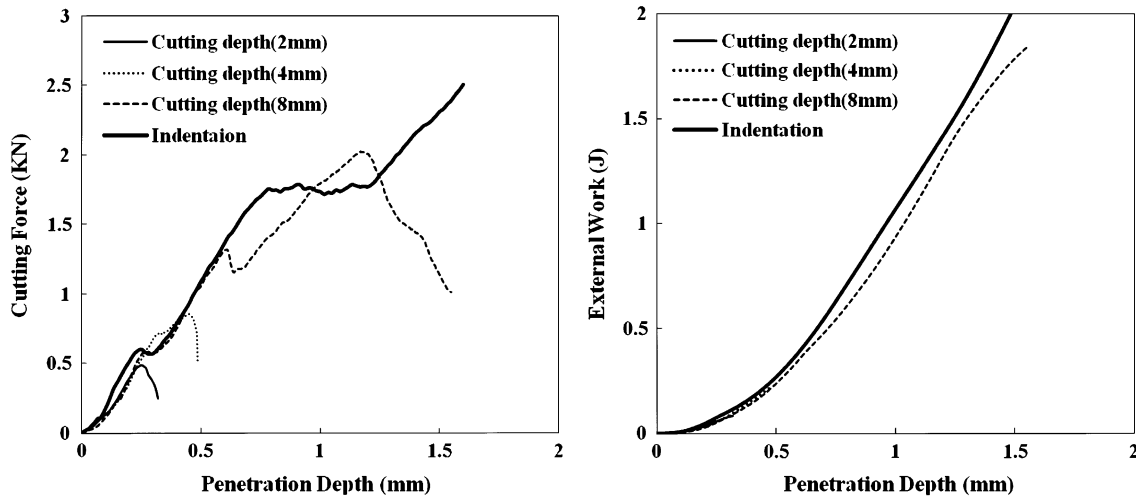 3
2.5
2
1.5
1
0.5
0
Cutting Force (KN)
Cutting depth(2mm)
Cutting depth(4mm)
Cutting depth(8mm)
Indentaion
0
0.5
1
1.5
2
Penetration Depth (mm)
2
1.5
1
0.5
0
External Work (J)
Cutting depth(2mm)
Cutting depth(4mm)
Cutting depth(8mm)
Indentation
0
0.5
1
1.5
2
Penetration Depth (mm)